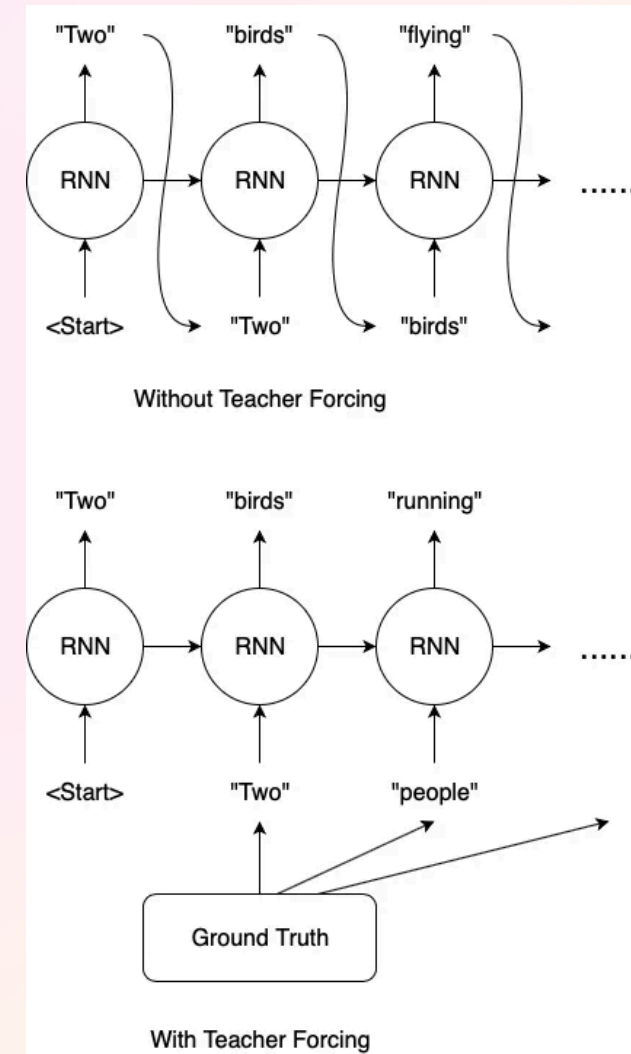 "Two" "birds" "flying"
RNN RNN RNN ......
<Start> "Two" "birds"
Without Teacher Forcing
"Two" "birds" "running"
RNN RNN RNN ......
<Start> "Two" "people"
Ground Truth
With Teacher Forcing